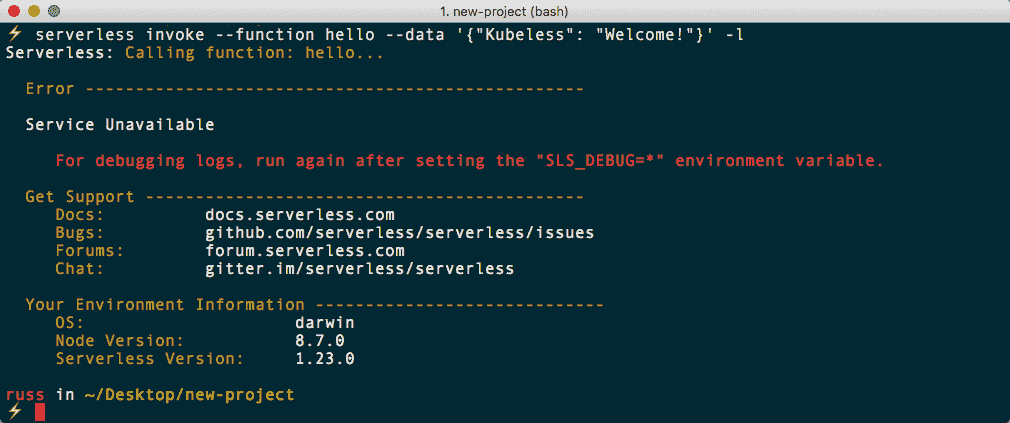 1. new-project (bash)
⚡ serverless invoke --function hello --data '{"Kubeless": "Welcome!"}' -l
Serverless: Calling function: hello...
Error --------------------------------------------------
Service Unavailable
For debugging logs, run again after setting the "SLS_DEBUG=*" environment variable.
Get Support --------------------------------------------
Docs: docs.serverless.com
Bugs: github.com/serverless/serverless/issues
Forums: forum.serverless.com
Chat: gitter.im/serverless/serverless
Your Environment Information -----------------------------
OS: darwin
Node Version: 8.7.0
Serverless Version: 1.23.0
russ in ~/Desktop/new-project
⚡